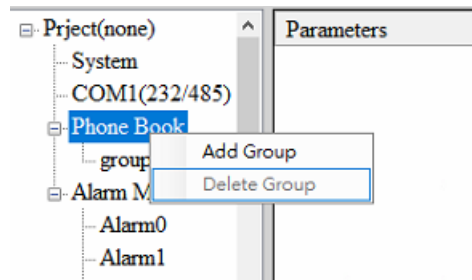 Prject(none)
Parameters
System
COM1(232/485)
Phone Book
Add Group
group
Delete Group
Alarm M
Alarm0
Alarm1